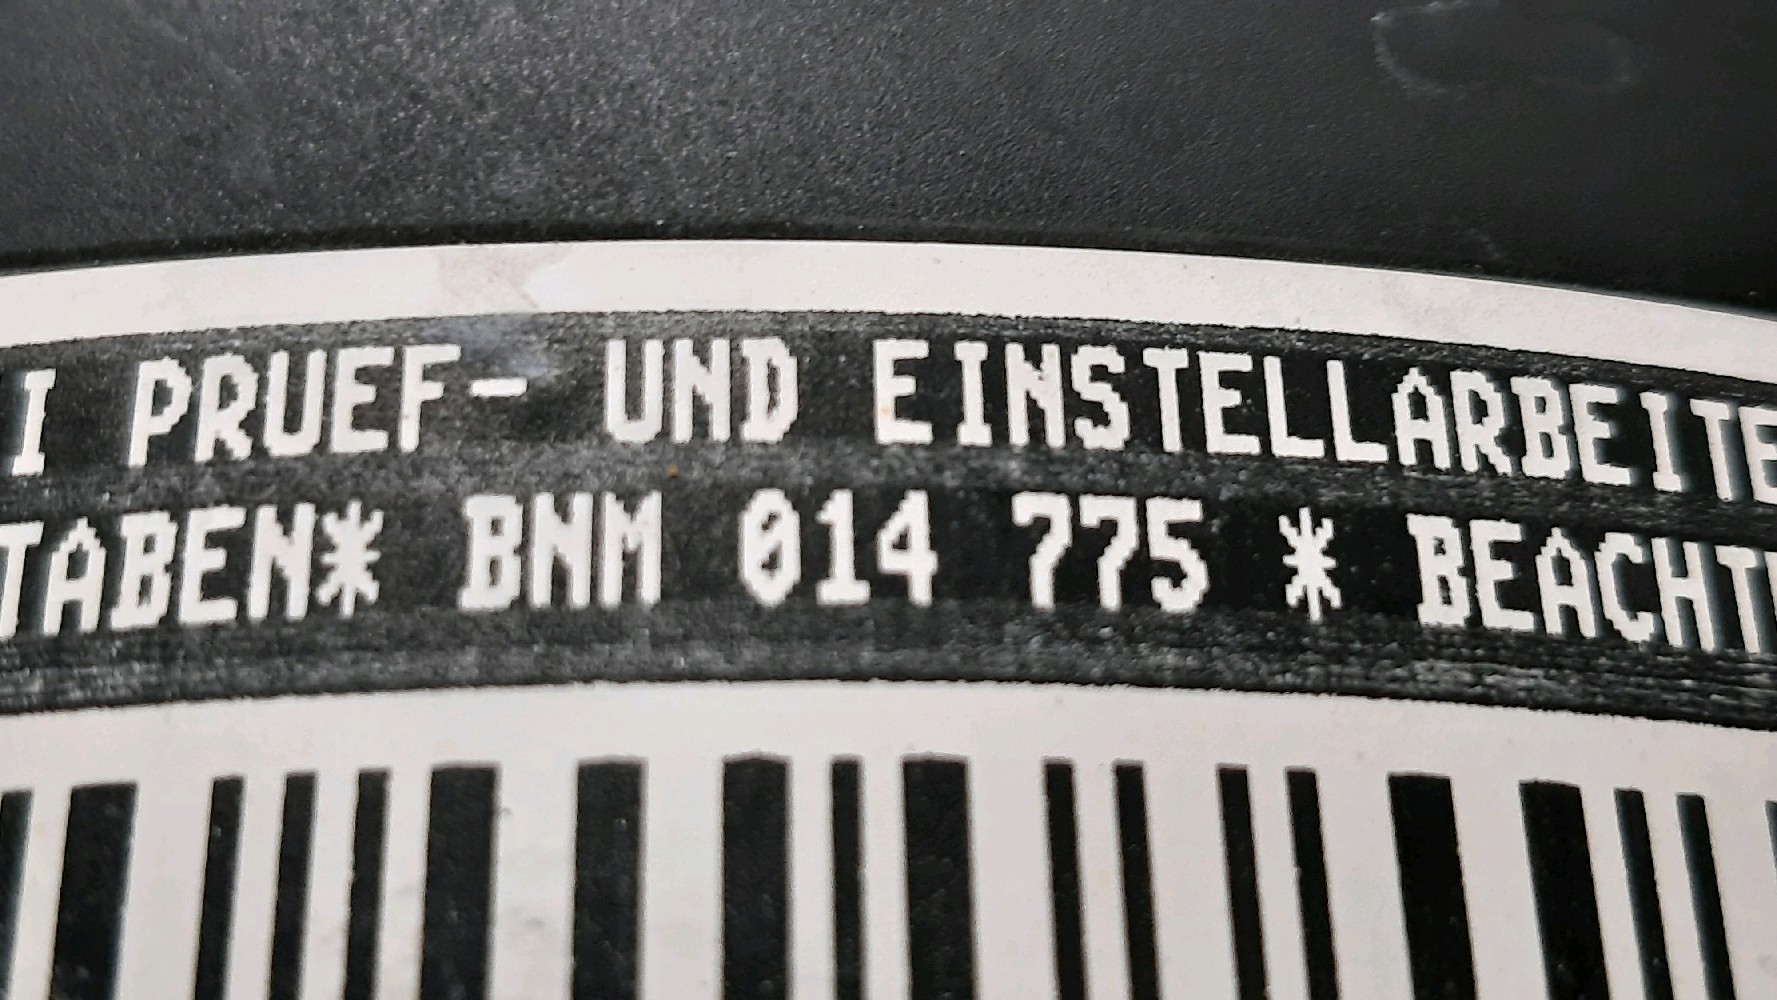 I PRUEF- UND EINSTELLARBEITE
TABEN* BNM 014 775 * BEACHT